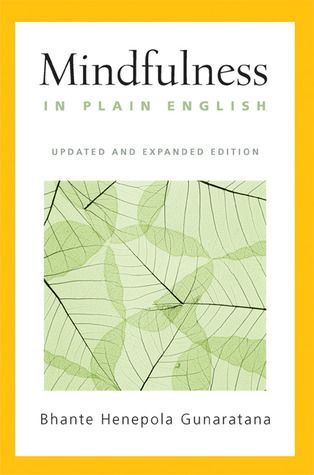 Mindfulness
IN PLAIN ENGLISH
UPDATED AND EXPANDED EDITION
Bhante Henepola Gunaratana